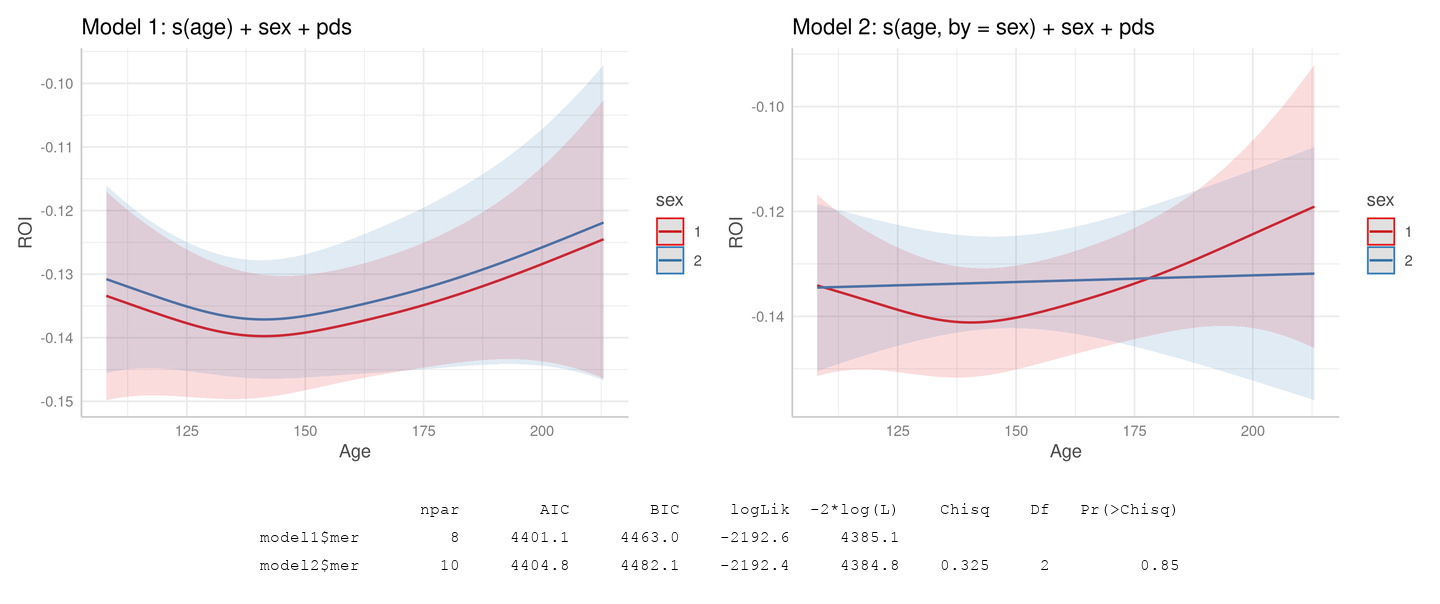 Model 1: s(age) + sex + pds
-0.10
-0.11
-0.12
-0.13
-0.14
-0.15
ROI
125 150 175 200
Age
sex
1
2
Model 2: s(age, by = sex) + sex + pds
-0.10
-0.12
-0.14
ROI
125 150 175 200
Age
sex
1
2
npar AIC BIC logLik -2*log(L) Chisq Df Pr(>Chisq)
model1$mer 8 4401.1 4463.0 -2192.6 4385.1
model2$mer 10 4404.8 4482.1 -2192.4 4384.8 0.325 2 0.85